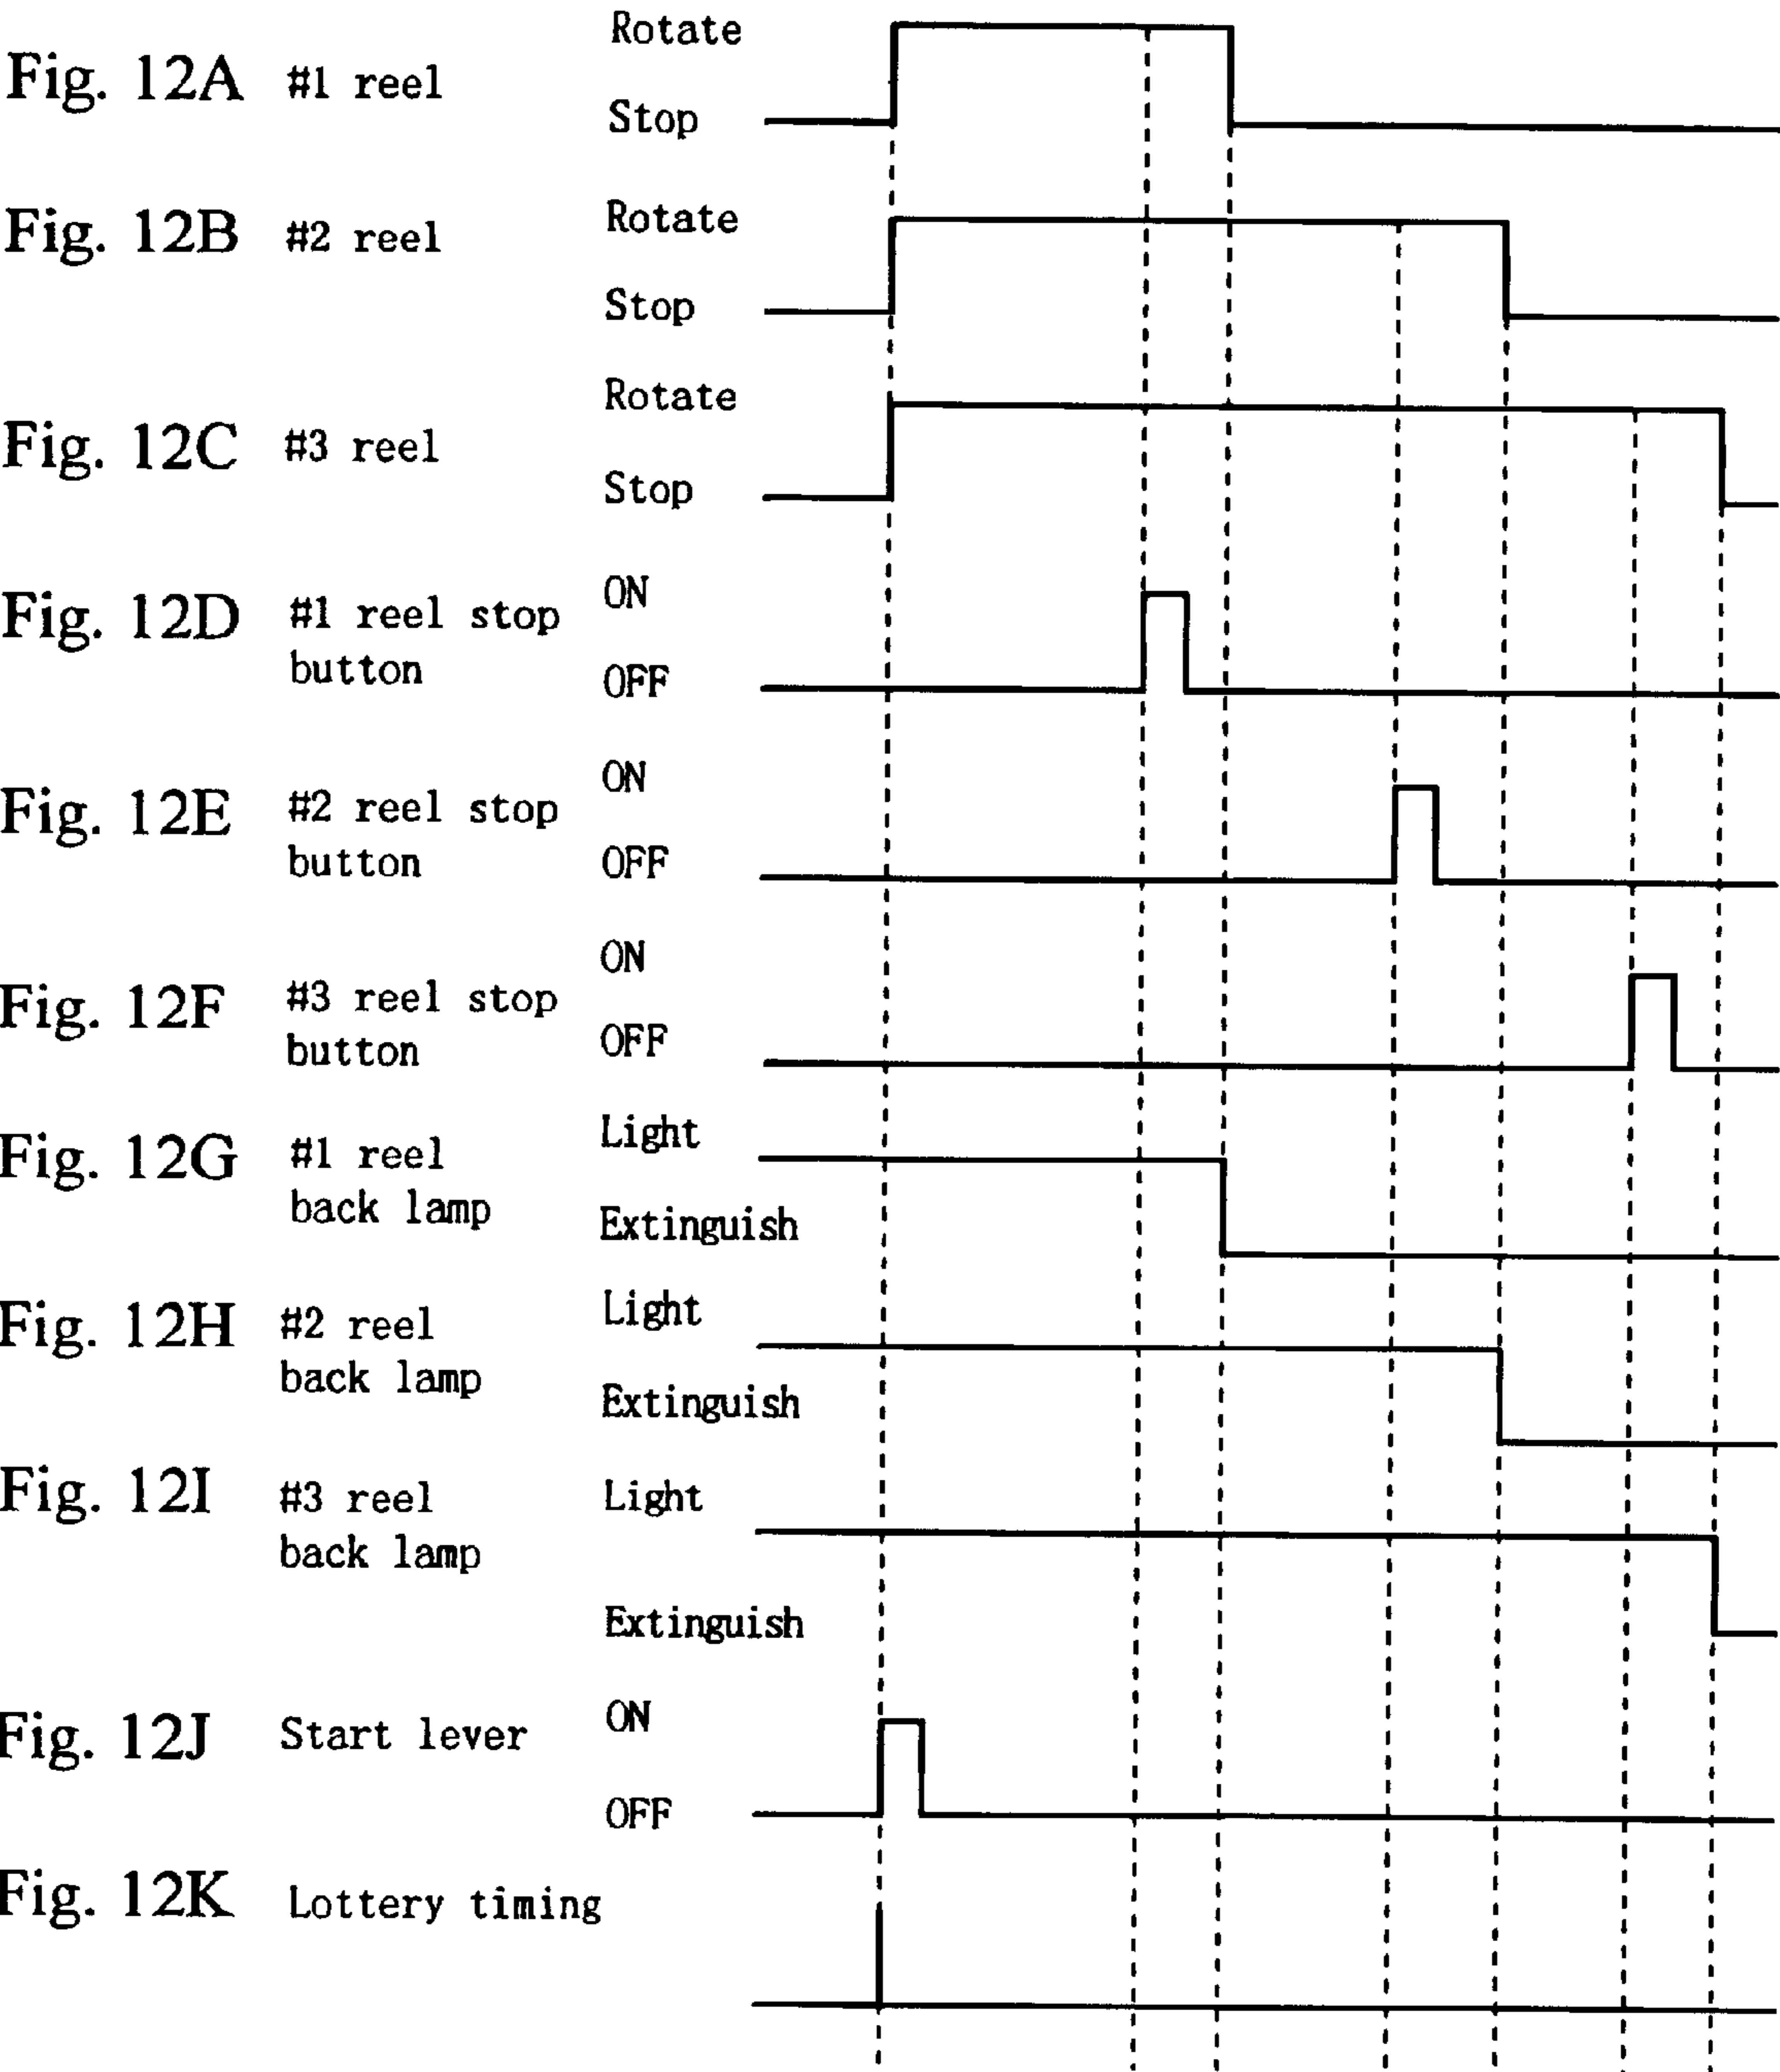 Fig. 12A #1 reel Rotate
Stop
Fig. 12B #2 reel Rotate
Stop
Fig. 12C #3 reel Rotate
Stop
Fig. 12D #1 reel stop button ON
OFF
Fig. 12E #2 reel stop button ON
OFF
Fig. 12F #3 reel stop button ON
OFF
Fig. 12G #1 reel back lamp Light
Extinguish
Fig. 12H #2 reel back lamp Light
Extinguish
Fig. 12I #3 reel back lamp Light
Extinguish
Fig. 12J Start lever ON
OFF
Fig. 12K Lottery timing